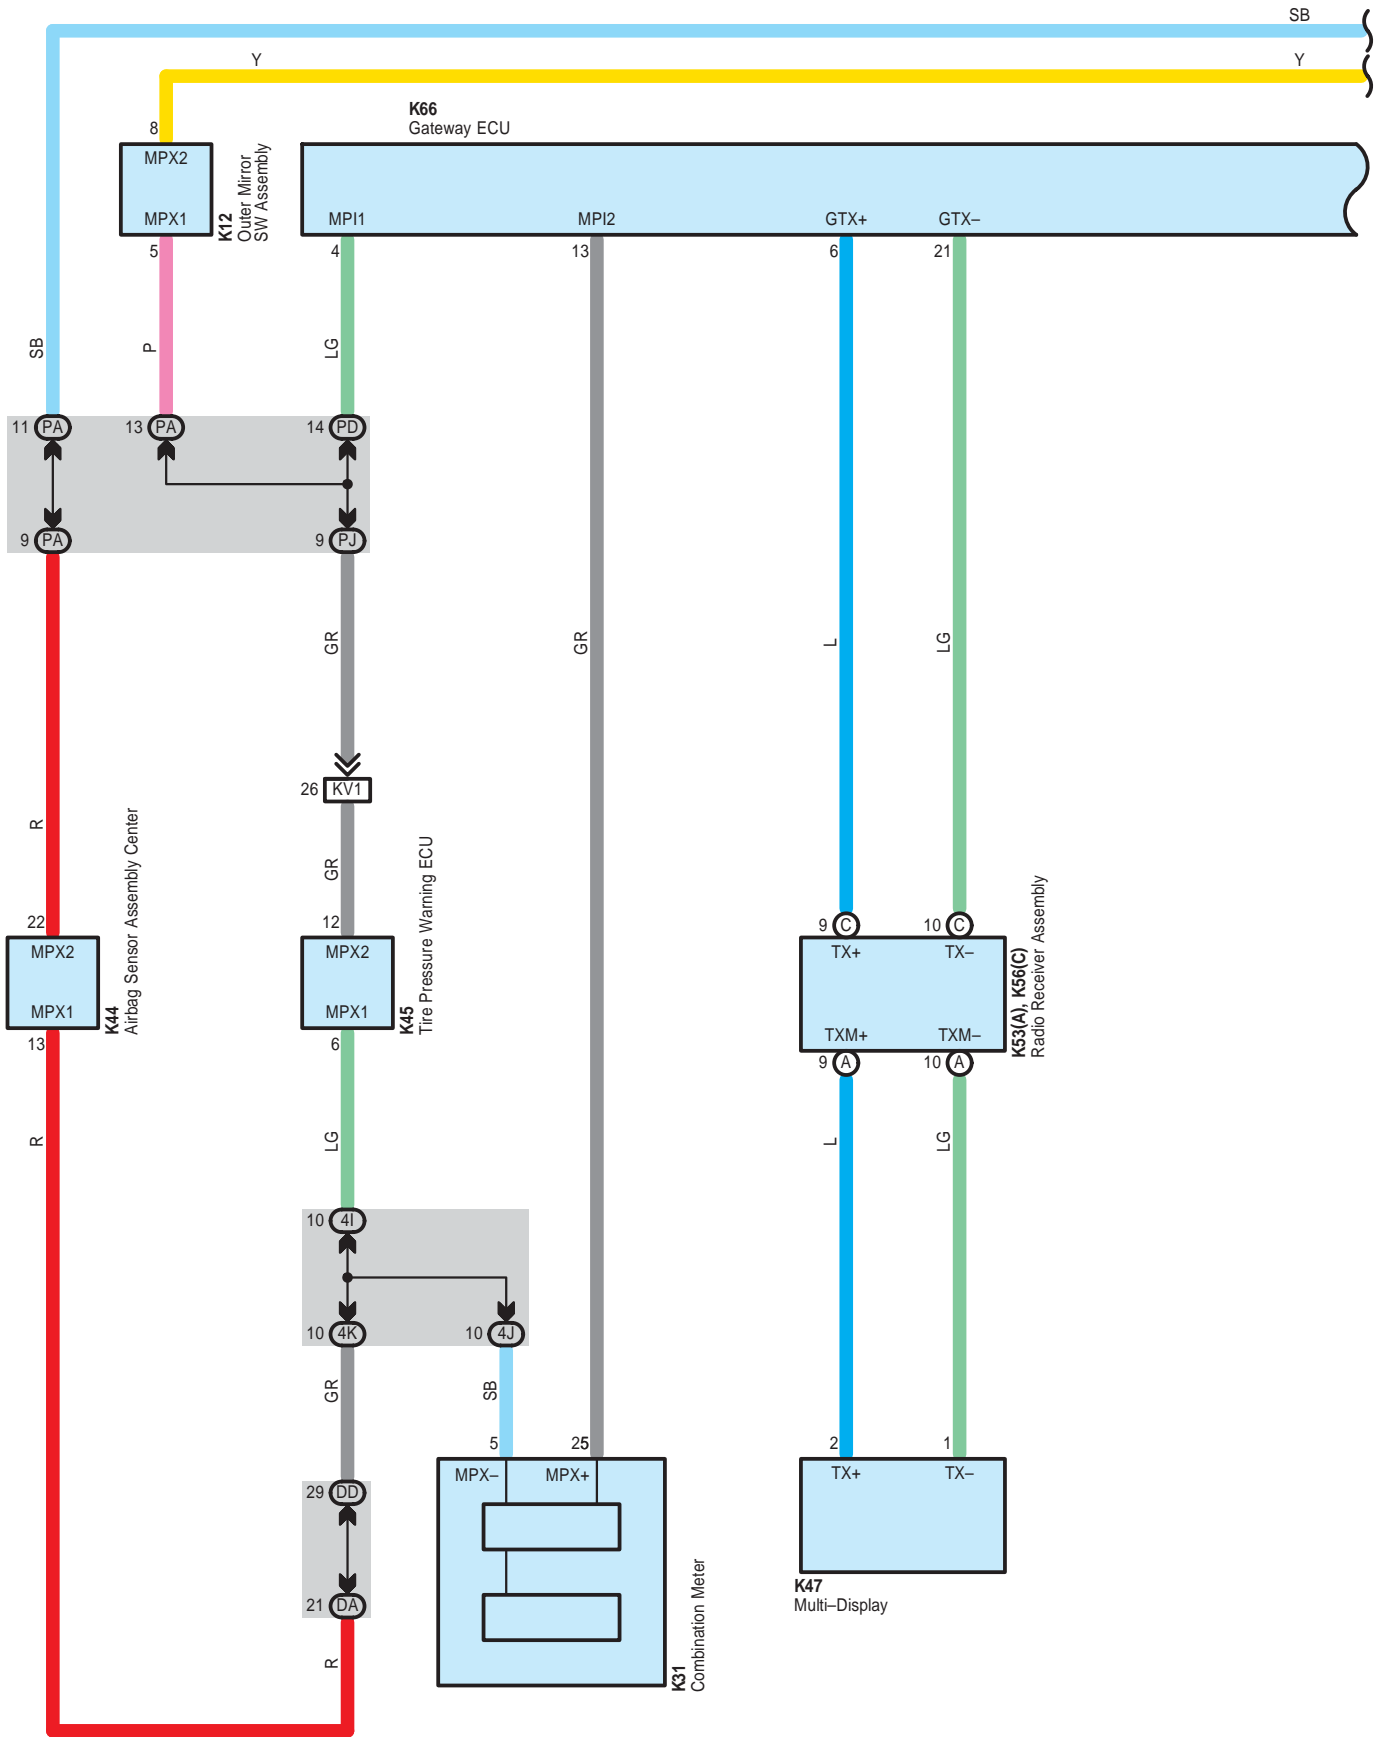 SB
Y
Y
K66
Gateway ECU
8
MPX2
MPX1
K12
Outer Mirror
SW Assembly
MPI1
MPI2
GTX+
GTX–
5
4
13
6
21
SB
P
LG
11 PA
13 PA
14 PD
9 PA
9 PJ
GR
GR
L
LG
26 KV1
R
GR
22
12
9 C
10 C
MPX2
MPX1
K44
Airbag Sensor Assembly Center
MPX2
MPX1
K45
Tire Pressure Warning ECU
TX+
TX–
TXM+
TXM–
K53(A), K56(C)
Radio Receiver Assembly
13
6
9 A
10 A
R
LG
L
LG
10 4I
10 4K
10 4J
GR
SB
5
25
2
1
MPX–
MPX+
TX+
TX–
29 DD
21 DA
R
K31
Combination Meter
K47
Multi–Display